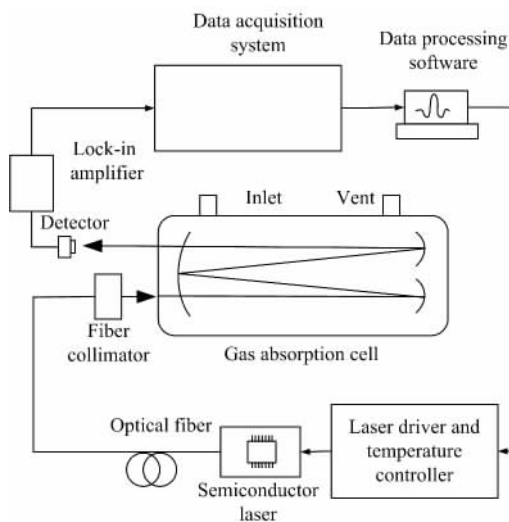 Data acquisition
system
Data processing
software
Lock-in
amplifier
Inlet
Vent
Detector
Fiber
collimator
Gas absorption cell
Optical fiber
Semiconductor
laser
Laser driver and
temperature
controller